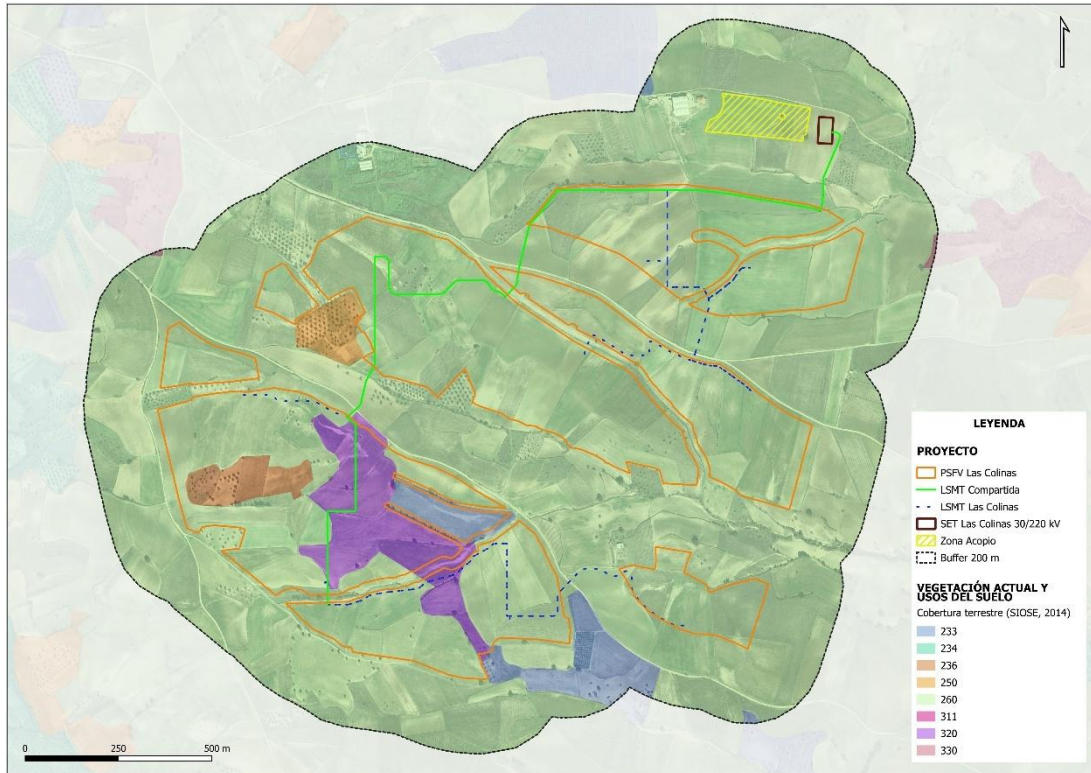 LEYENDA
PROYECTO
PSFV Las Colinas
LSMT Compartida
LSMT Las Colinas
SET Las Colinas 30/220 kV
Zona Acopio
Buffer 200 m
VEGETACIÓN ACTUAL Y
USOS DEL SUELO
Cobertura terrestre (SIOSE, 2014)
233
234
236
250
260
311
320
330
0 250 500 m